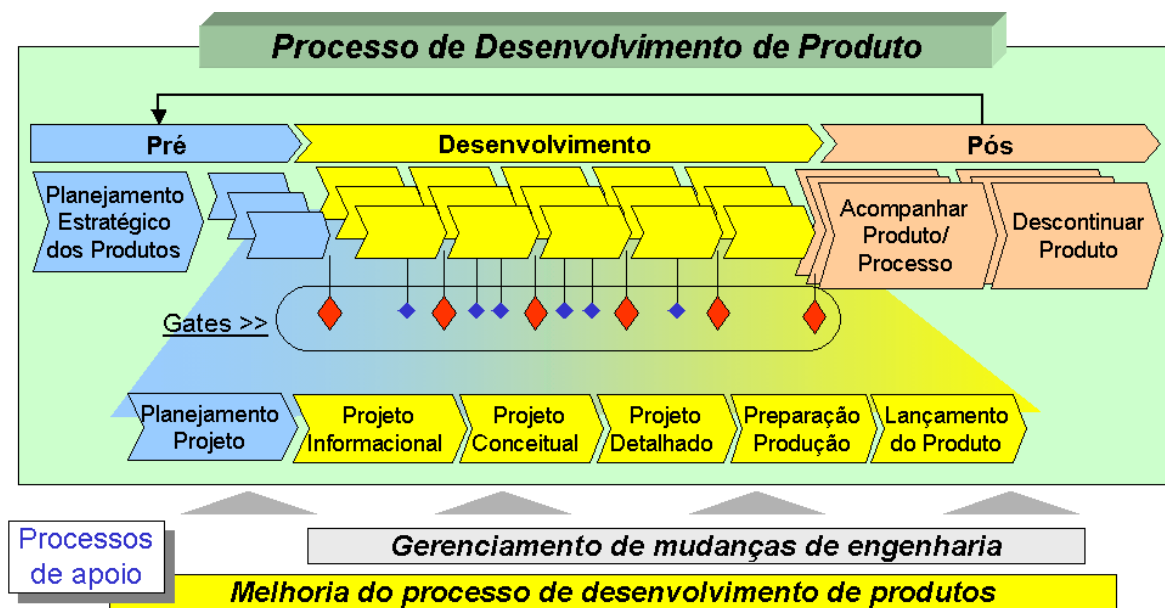 Processo de Desenvolvimento de Produto
Pré
Desenvolvimento
Pós
Planejamento
Estratégico
dos Produtos
Acompanhar
Produto/
Processo
Descontinuar
Produto
Gates >>
Planejamento
Projeto
Projeto
Informacional
Projeto
Conceitual
Projeto
Detalhado
Preparação
Produção
Lançamento
do Produto
Processos
de apoio
Gerenciamento de mudanças de engenharia
Melhoria do processo de desenvolvimento de produtos